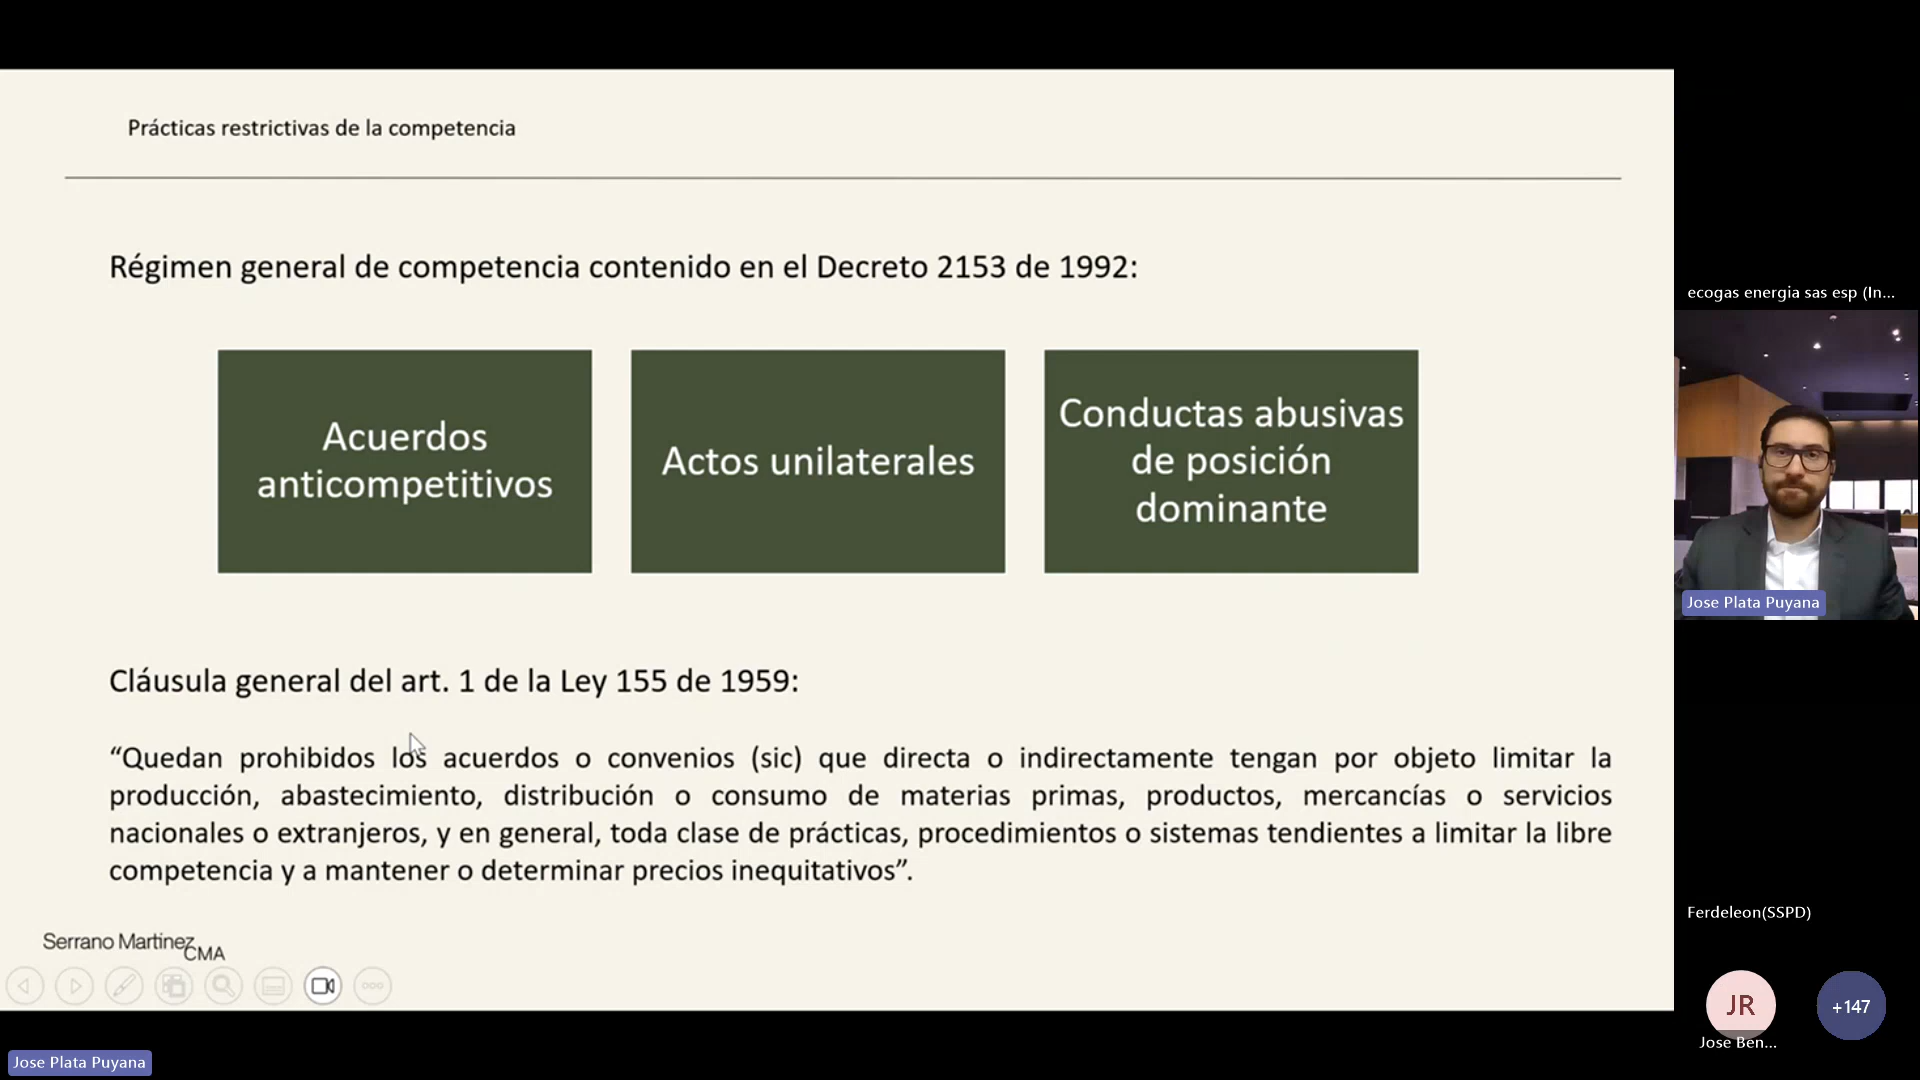 Prácticas restrictivas de la competencia
Régimen general de competencia contenido en el Decreto 2153 de 1992:
Acuerdos
anticompetitivos
Actos unilaterales
Conductas abusivas
de posición
dominante
Cláusula general del art. 1 de la Ley 155 de 1959:
“Quedan prohibidos los acuerdos o convenios (sic) que directa o indirectamente tengan por objeto limitar la
producción, abastecimiento, distribución o consumo de materias primas, productos, mercancías o servicios
nacionales o extranjeros, y en general, toda clase de prácticas, procedimientos o sistemas tendientes a limitar la libre
competencia y a mantener o determinar precios inequitativos”.
Serrano Martinez
CMA
Jose Plata Puyana
ecogas energia sas esp (In...
Jose Plata Puyana
Ferdeleon(SSPD)
JR
+147
Jose Ben...